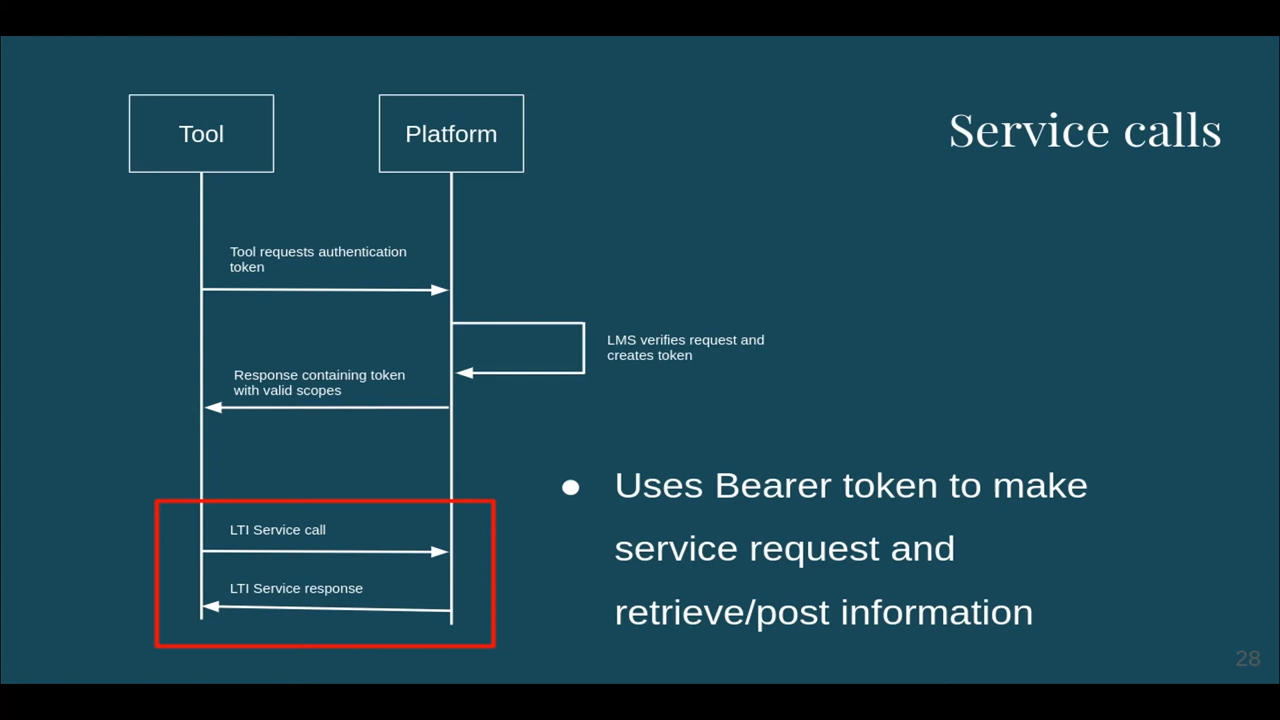 Tool
Platform
Service calls
Tool requests authentication
token
LMS verifies request and
creates token
Response containing token
with valid scopes
LTI Service call
LTI Service response
● Uses Bearer token to make
service request and
retrieve/post information
28